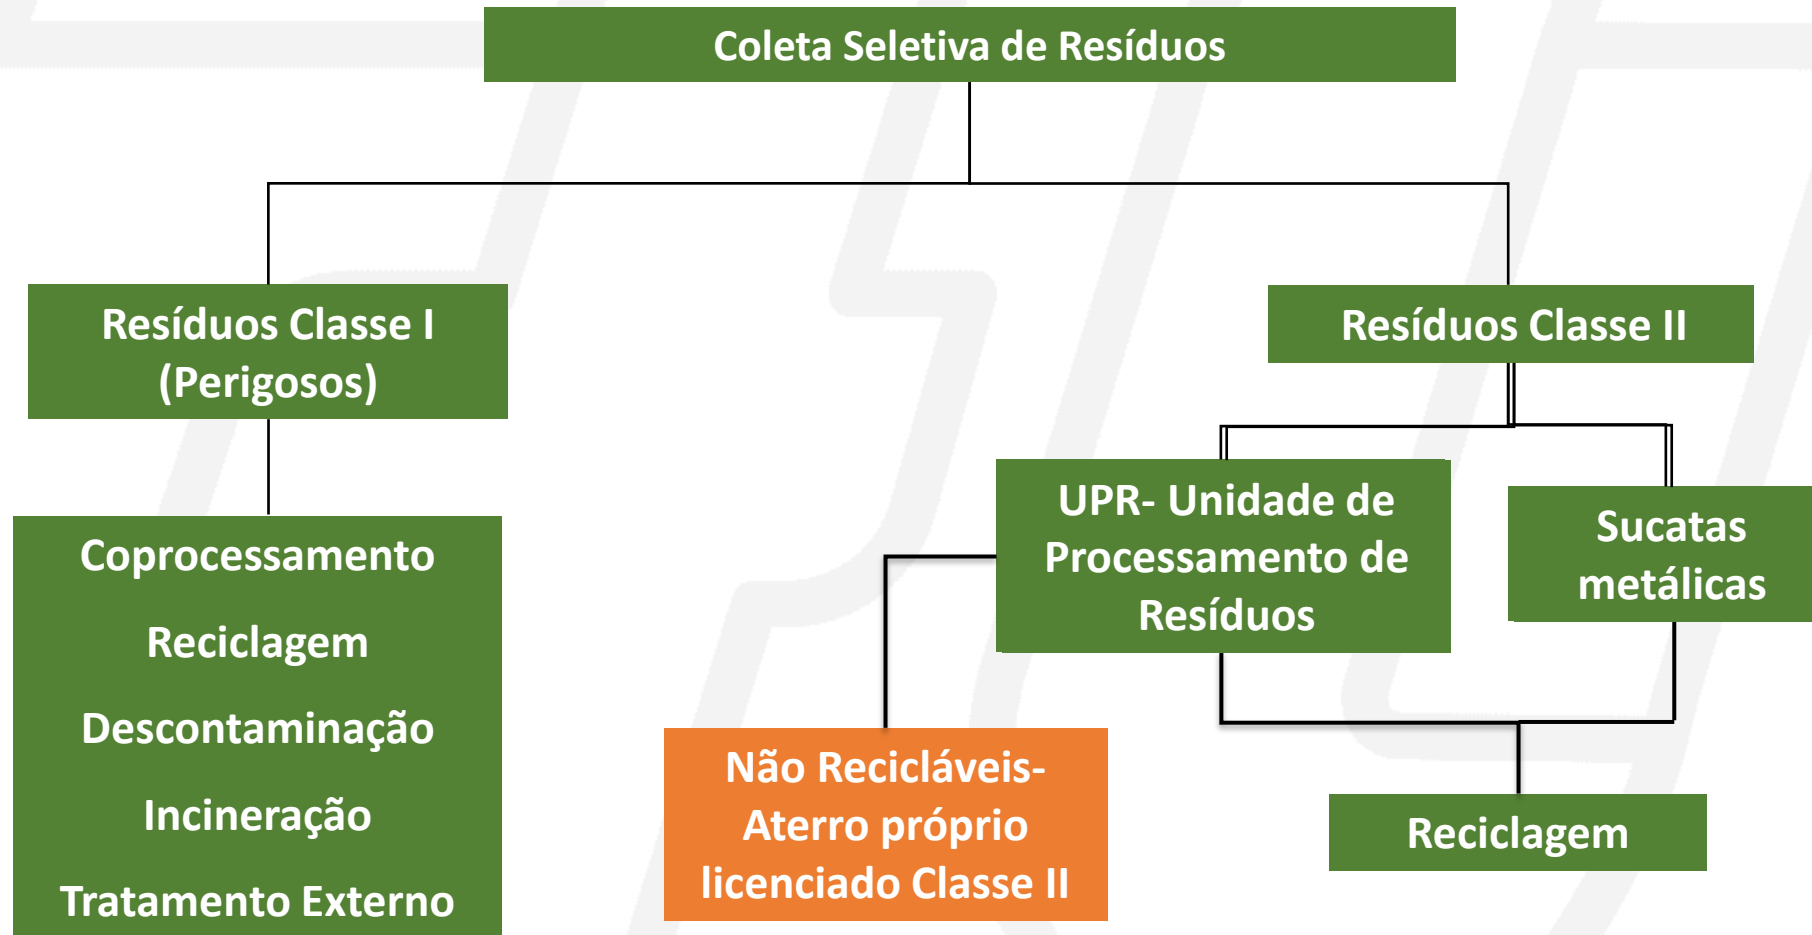 Coleta Seletiva de Resíduos
Resíduos Classe I
(Perigosos)
Resíduos Classe II
Coprocessamento
Reciclagem
Descontaminação
Incineração
Tratamento Externo
UPR- Unidade de
Processamento de
Resíduos
Sucatas
metálicas
Não Recicláveis-
Aterro próprio
licenciado Classe II
Reciclagem